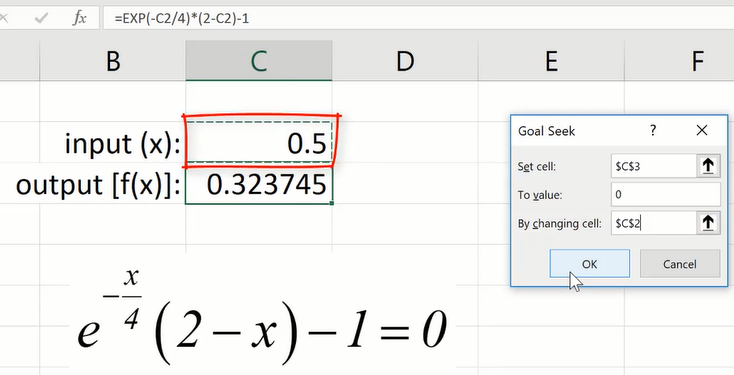 fx =EXP(-C2/4)*(2-C2)-1
B C D E F
input (x): 0.5
output [f(x)]: 0.323745
Goal Seek ? X
Set cell: $C$3
To value: 0
By changing cell: $C$2
OK Cancel
e^{-x/4}(2-x)-1=0